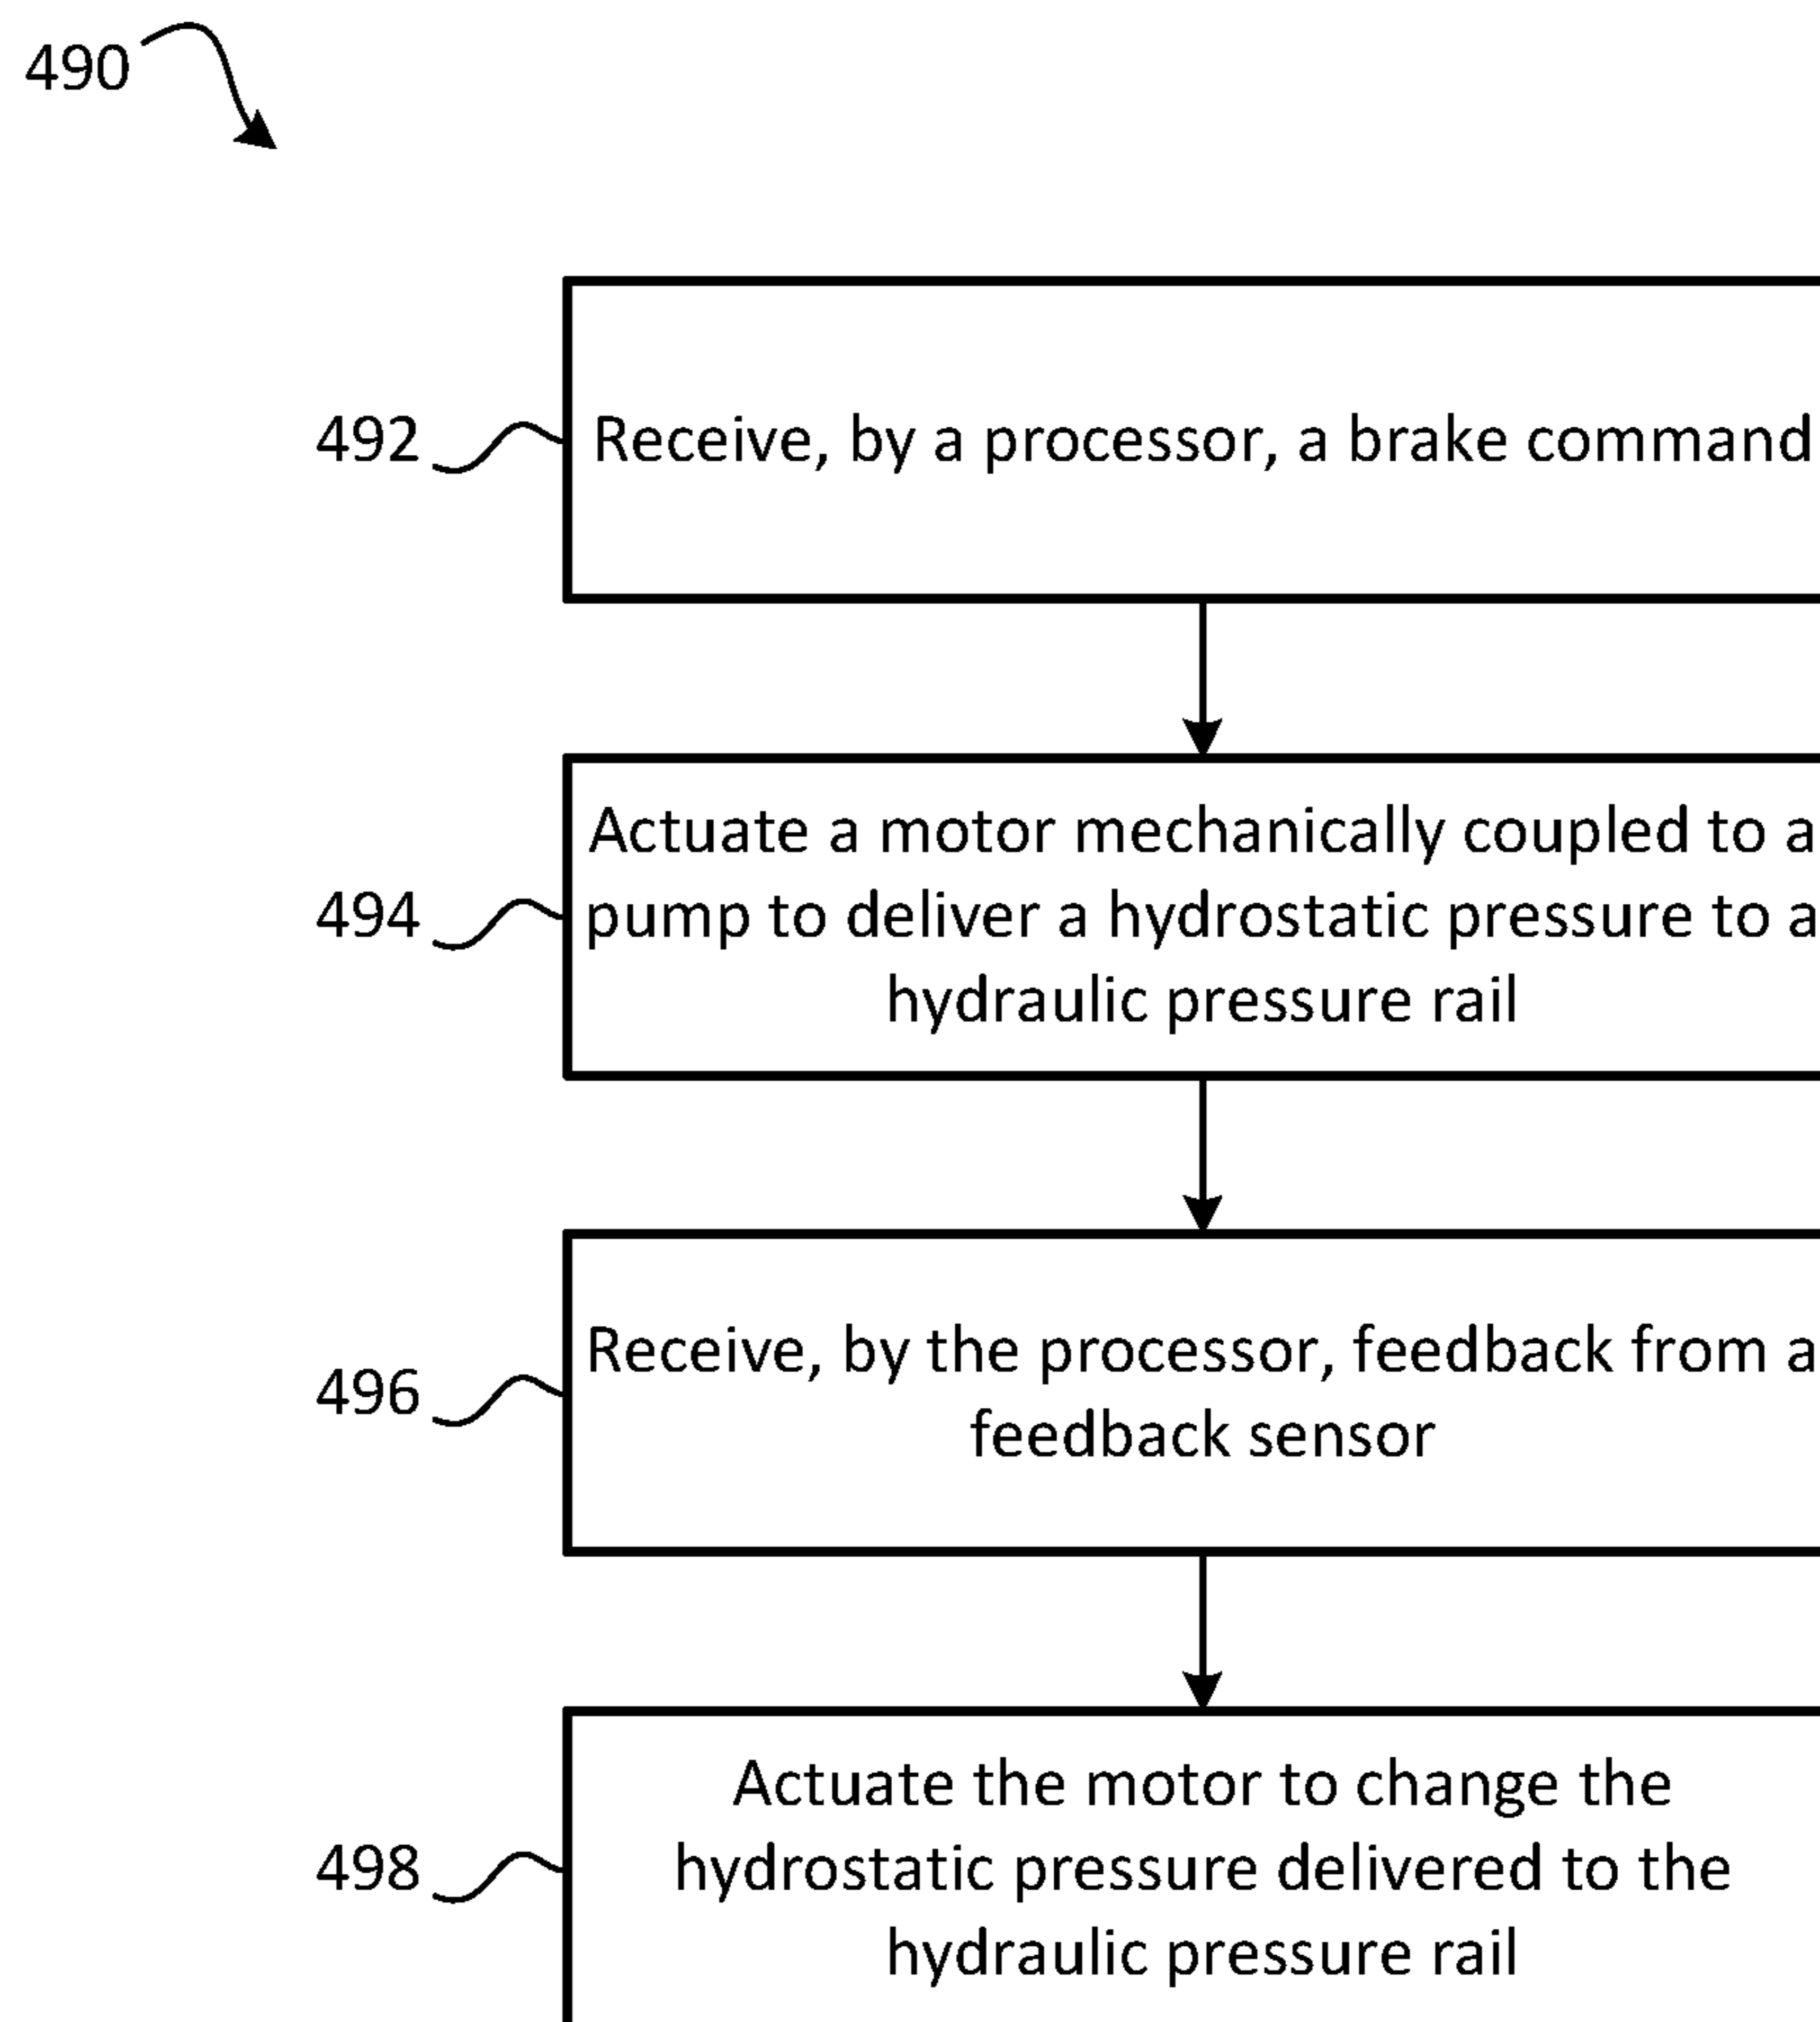 490
492
Receive, by a processor, a brake command
494
Actuate a motor mechanically coupled to a
pump to deliver a hydrostatic pressure to a
hydraulic pressure rail
496
Receive, by the processor, feedback from a
feedback sensor
498
Actuate the motor to change the
hydrostatic pressure delivered to the
hydraulic pressure rail